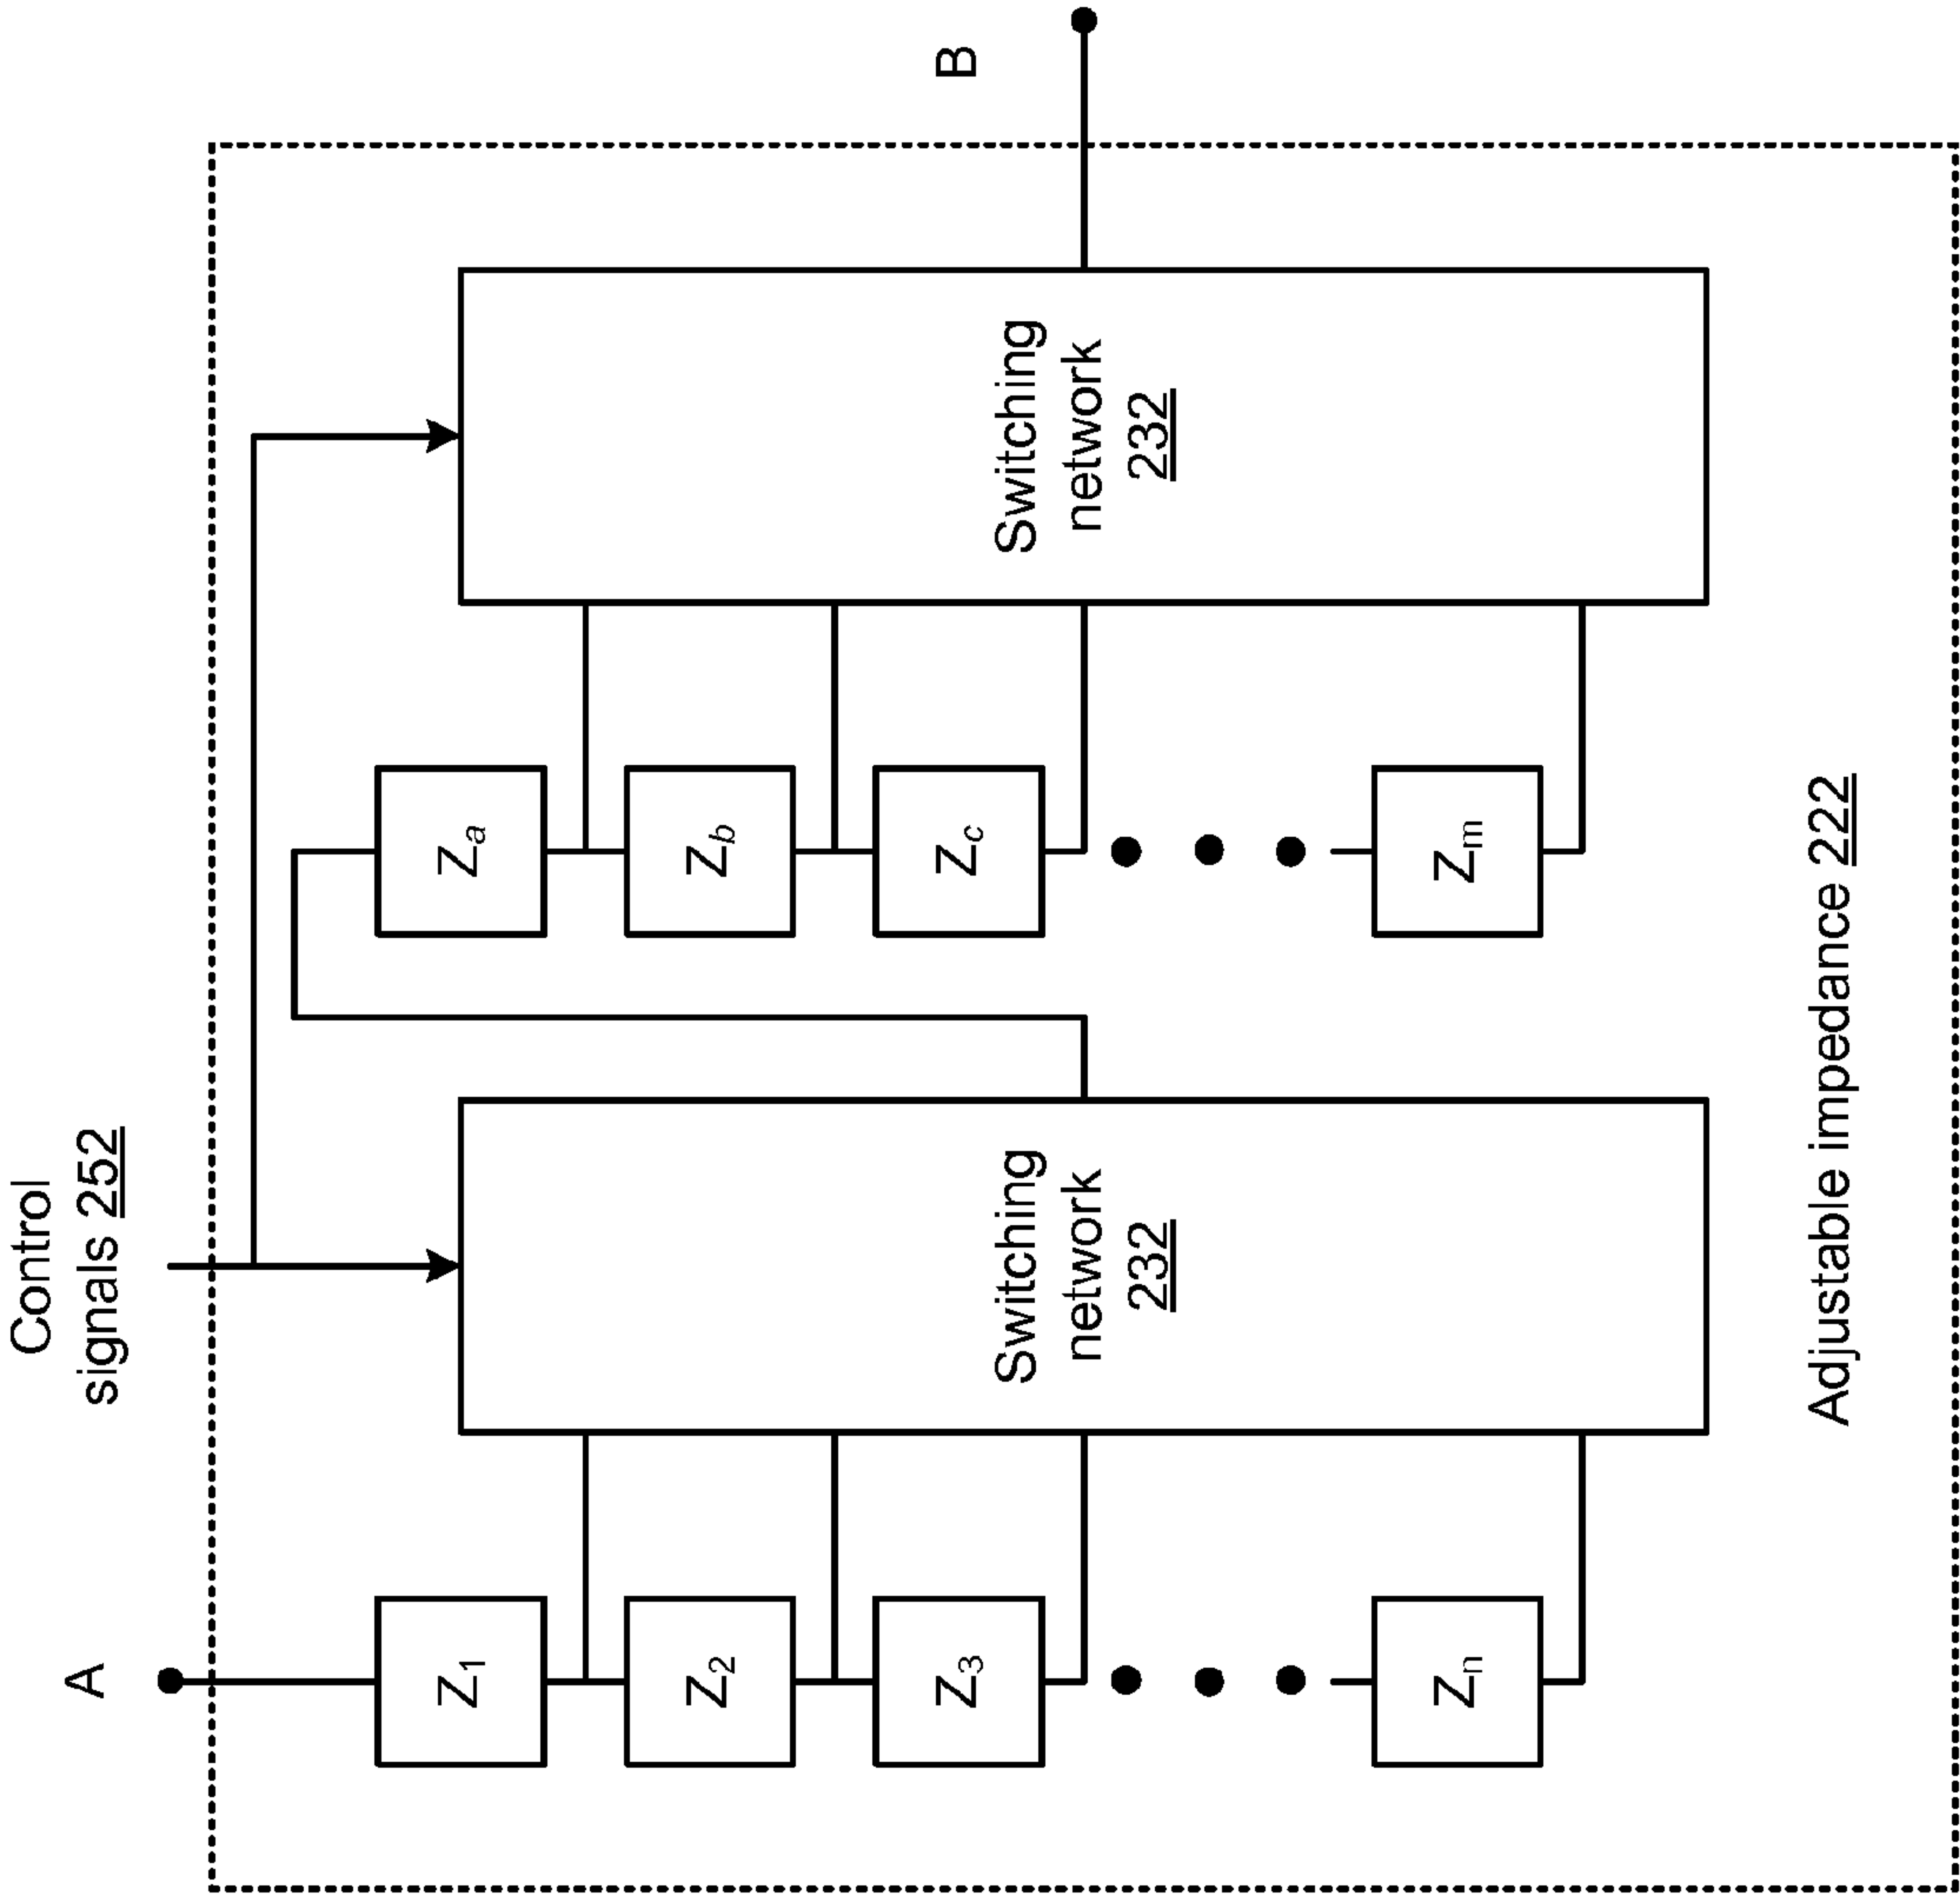 Control
signals 252
A
B
Z1
Z2
Z3
Zn
Switching
network
232
Za
Zb
Zc
Zm
Switching
network
232
Adjustable impedance 222